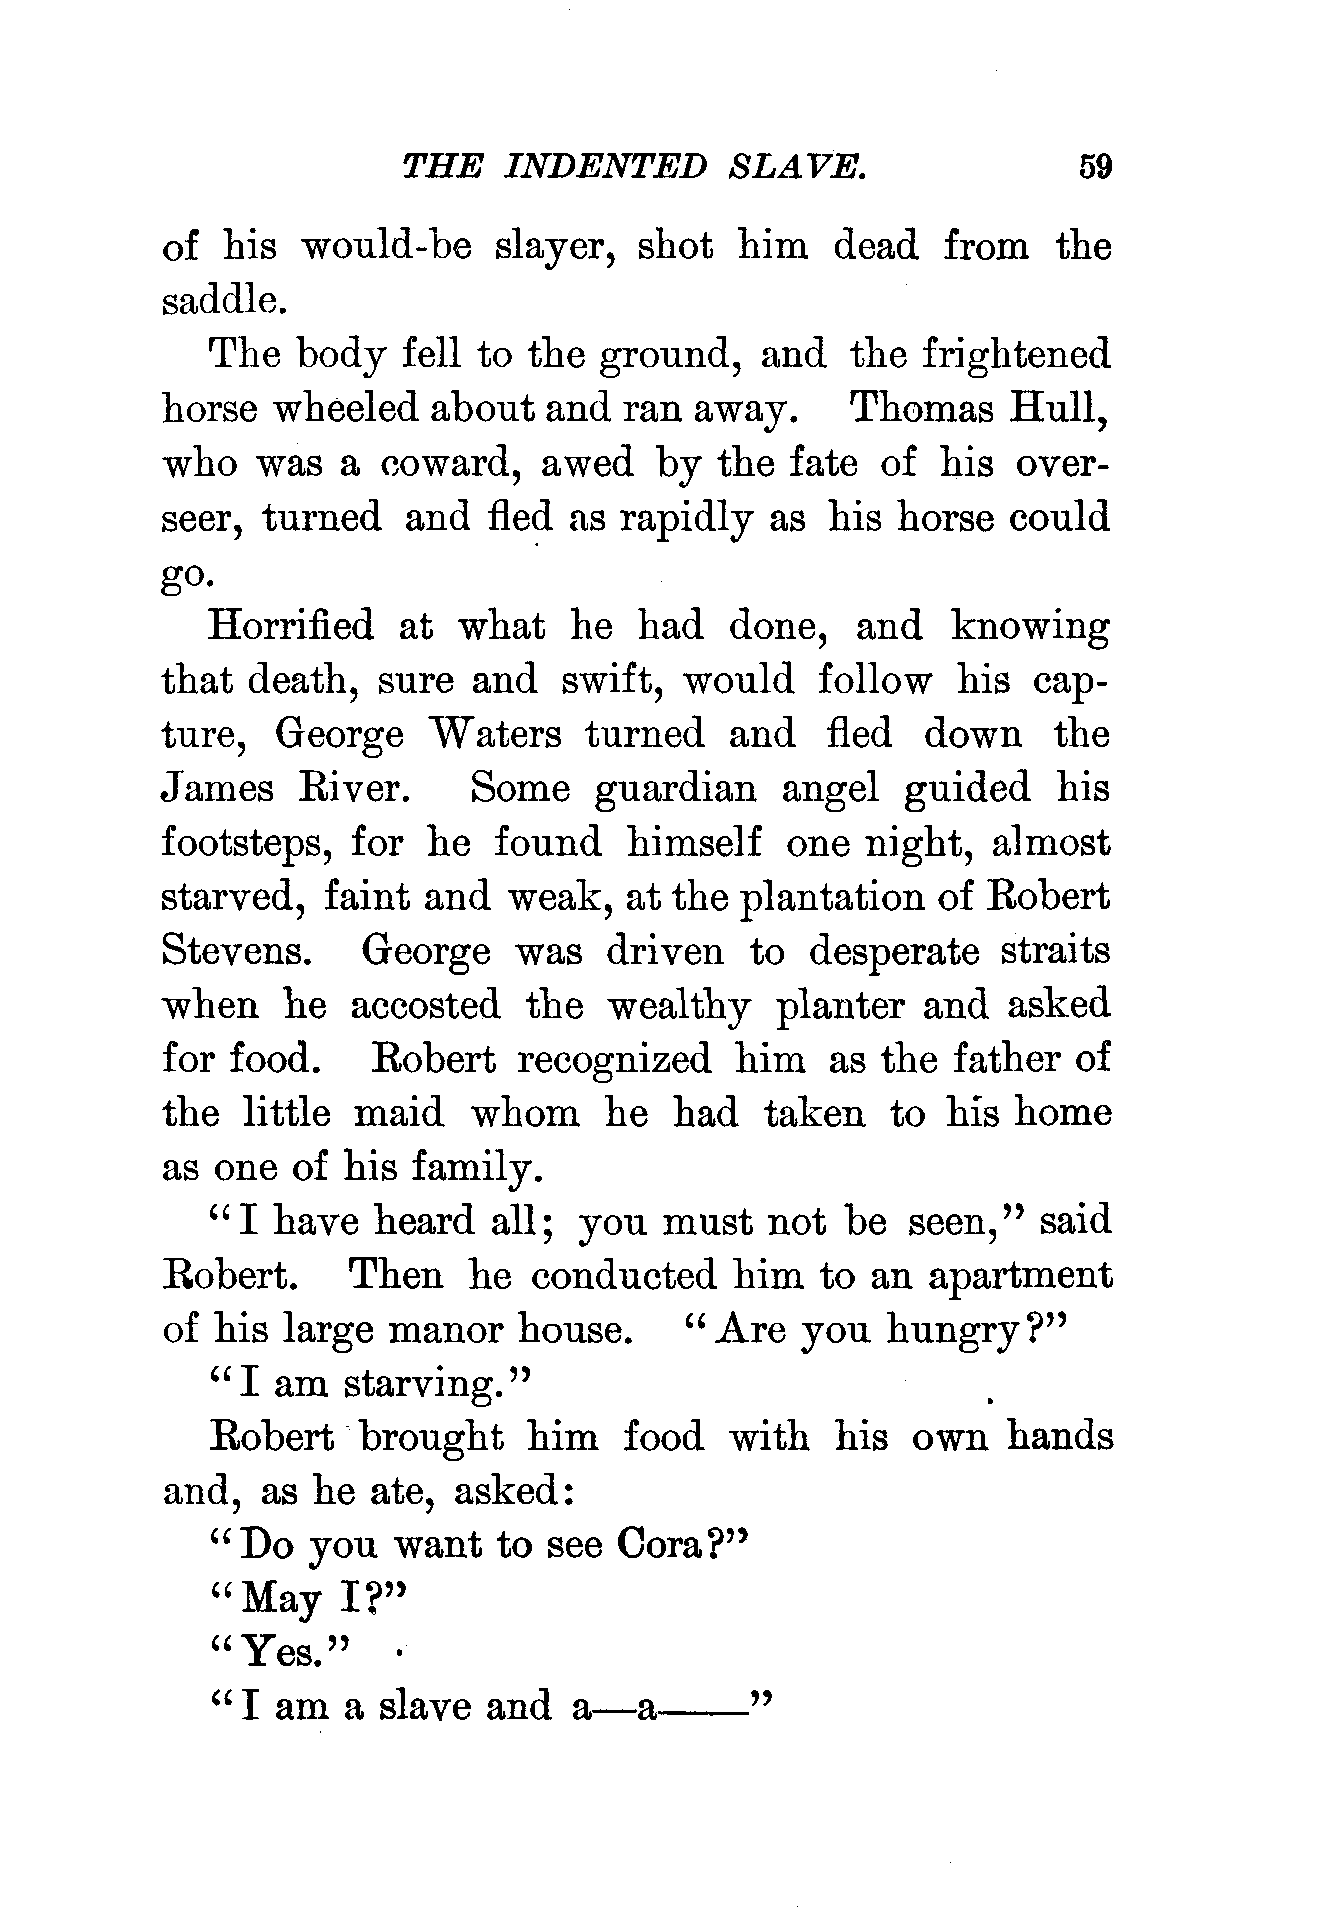 THE INDENTED SLAVE. 59
of his would-be slayer, shot him dead from the
saddle.
The body fell to the ground, and the frightened
horse wheeled about and ran away. Thomas Hull,
who was a coward, awed by the fate of his over-
seer, turned and fled as rapidly as his horse could
go.
Horrified at what he had done, and knowing
that death, sure and swift, would follow his cap-
ture, George Waters turned and fled down the
James River. Some guardian angel guided his
footsteps, for he found himself one night, almost
starved, faint and weak, at the plantation of Robert
Stevens. George was driven to desperate straits
when he accosted the wealthy planter and asked
for food. Robert recognized him as the father of
the little maid whom he had taken to his home
as one of his family.
“I have heard all; you must not be seen,” said
Robert. Then he conducted him to an apartment
of his large manor house. “Are you hungry?”
“I am starving.”
Robert brought him food with his own hands
and, as he ate, asked:
“Do you want to see Cora?”
“May I?”
“Yes.”
“I am a slave and a—a——”